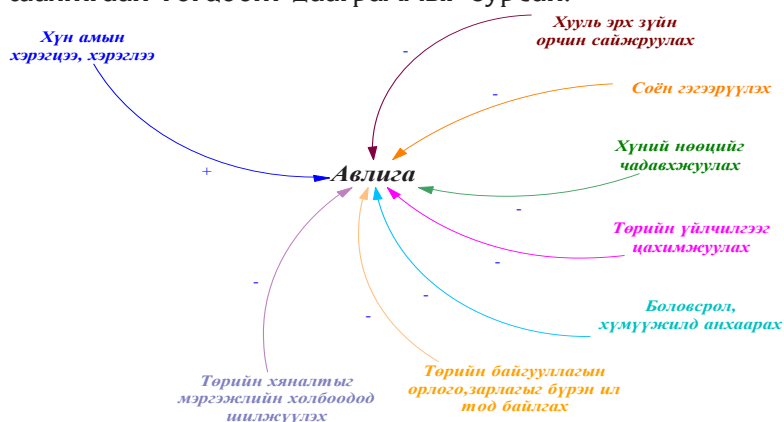 Хүн амын
хэрэгцээ, хэрэглээ
Хууль эрх зүйн
орчин сайжруулах
-
Соён гэгээрүүлэх
-
Хүний нөөцийг
чадавхжуулах
+
Авлига
-
Төрийн үйлчилгээг
цахимжуулах
-
-
-
Боловсрол,
хүмүүжилд анхаарах
-
Төрийн хяналтыг
мэргэжлийн холбоодод
шилжүүлэх
Төрийн байгууллагын
орлого,зарлагыг бүрэн ил
тод байлгах